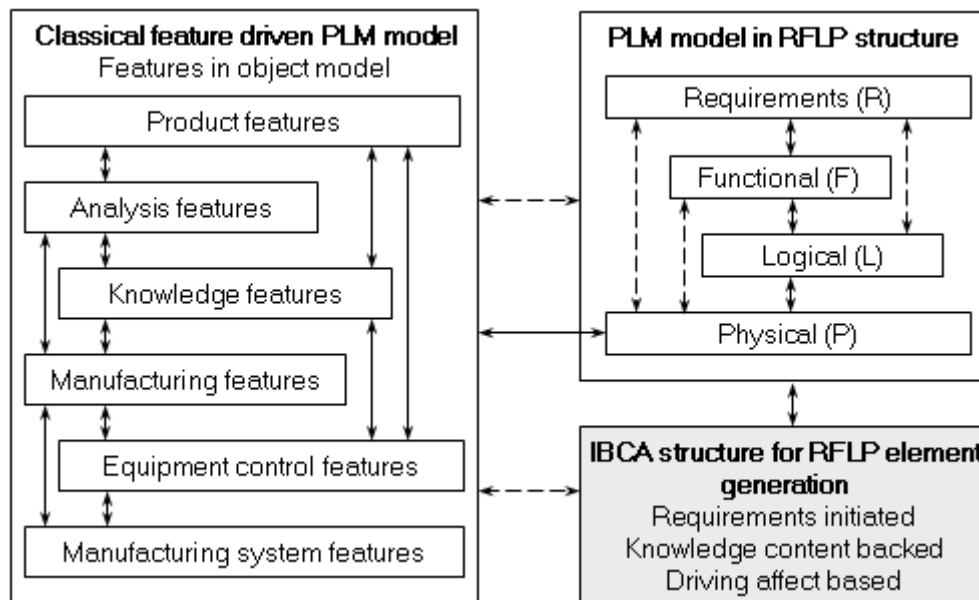 Classical feature driven PLM model
Features in object model
Product features
Analysis features
Knowledge features
Manufacturing features
Equipment control features
Manufacturing system features
PLM model in RFLP structure
Requirements (R)
Functional (F)
Logical (L)
Physical (P)
IBCA structure for RFLP element
generation
Requirements initiated
Knowledge content backed
Driving affect based